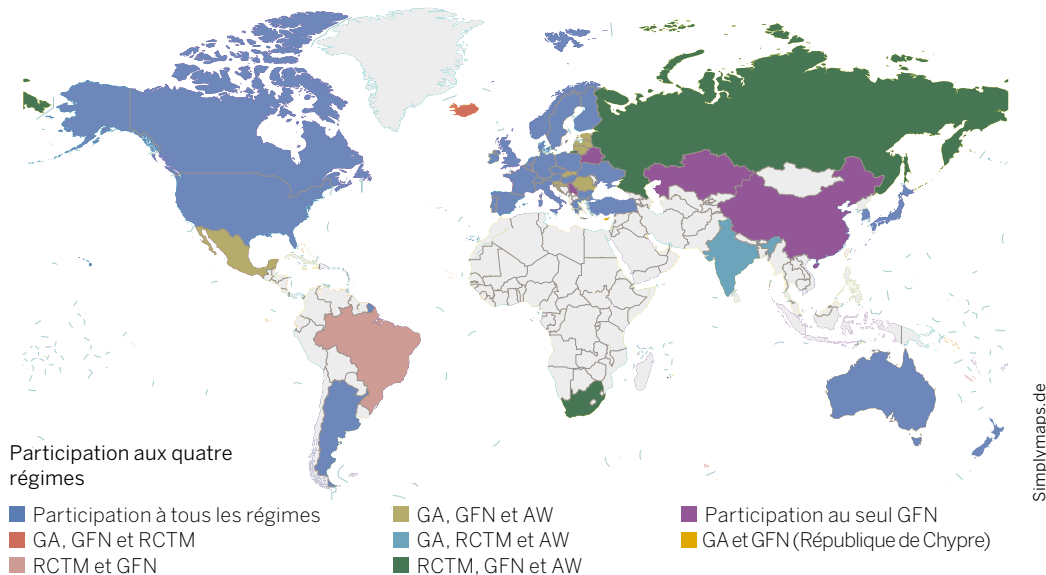 Participation aux quatre
régimes
Participation à tous les régimes
GA, GFN et RCTM
RCTM et GFN
GA, GFN et AW
GA, RCTM et AW
RCTM, GFN et AW
Participation au seul GFN
GA et GFN (République de Chypre)
Simplymaps.de